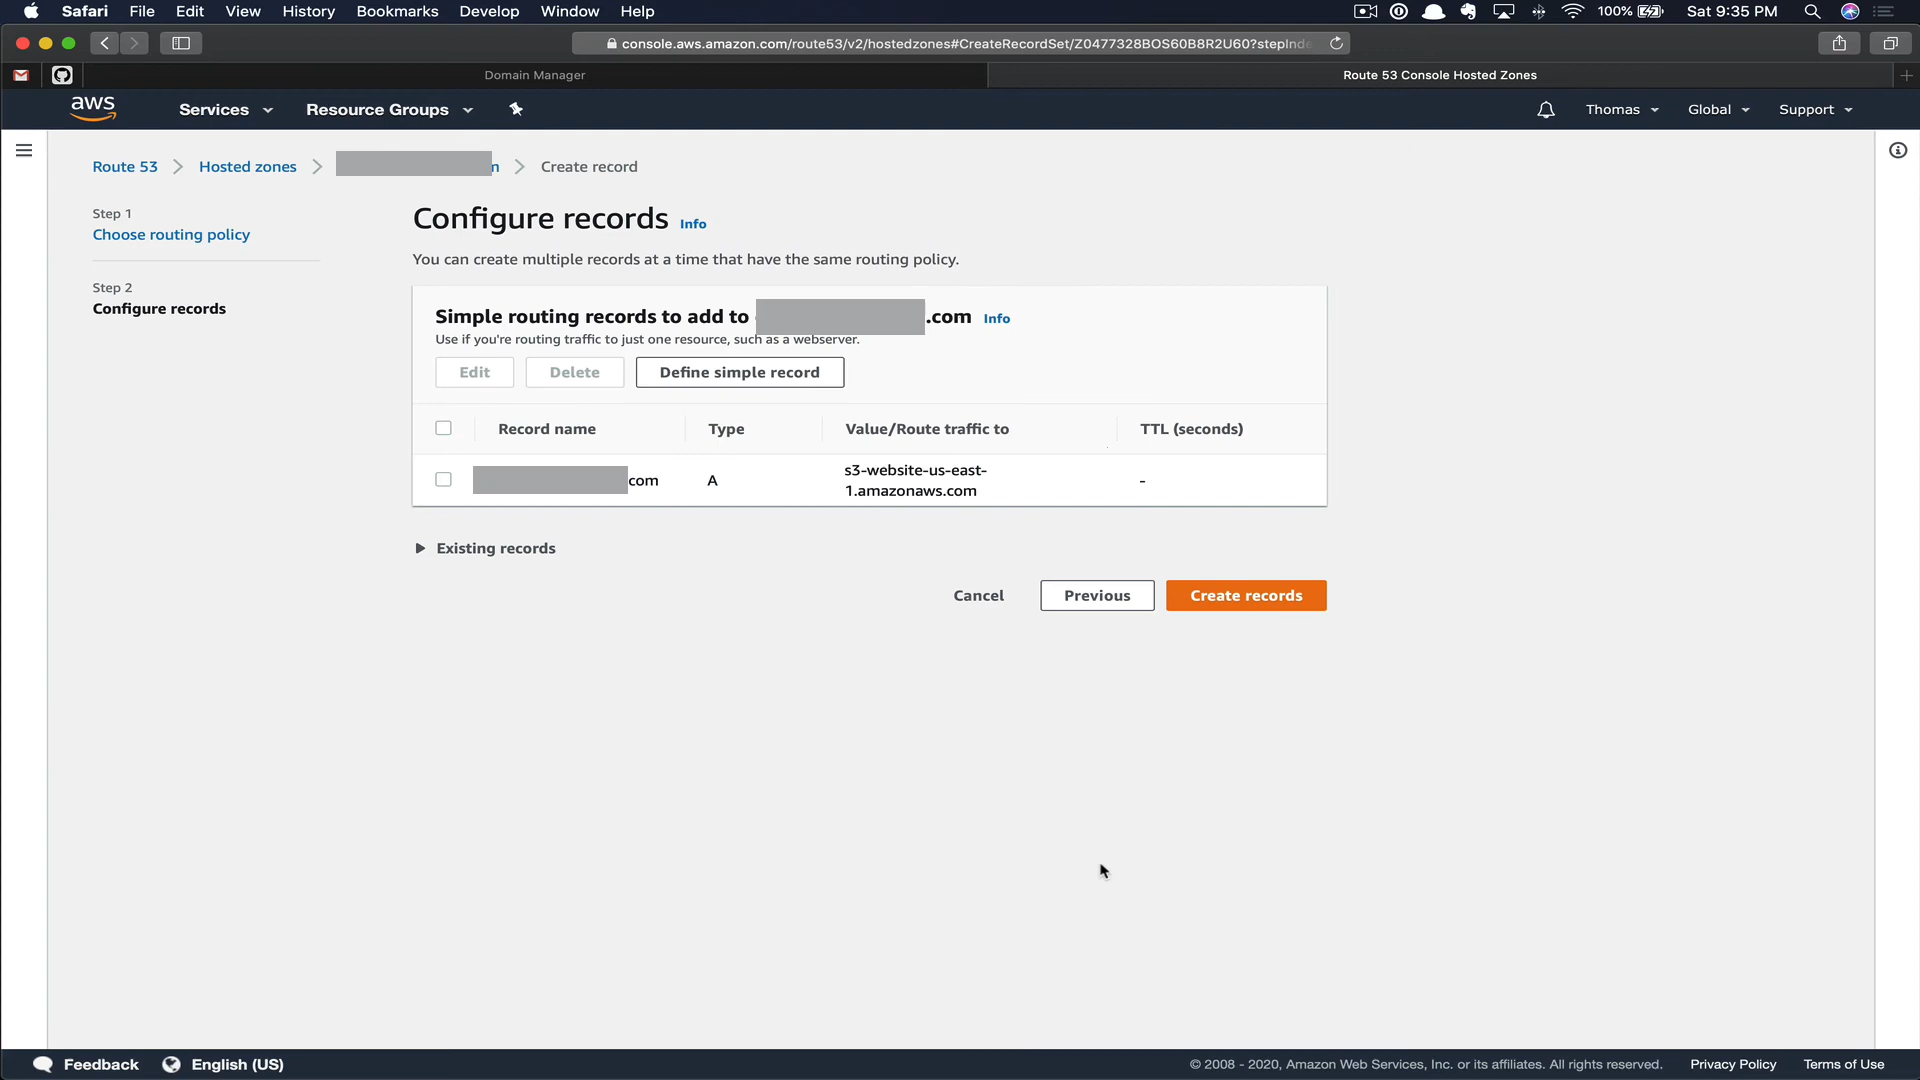 Safari File Edit View History Bookmarks Develop Window Help 100% Sat 9:35 PM
console.aws.amazon.com/route53/v2/hostedzones#CreateRecordSet/Z0477328BOS60B8R2U60?stepInde
Domain Manager Route 53 Console Hosted Zones
aws Services Resource Groups Thomas Global Support
Route 53 Hosted zones n Create record
Step 1
Choose routing policy
Step 2
Configure records
Configure records Info
You can create multiple records at a time that have the same routing policy.
Simple routing records to add to .com Info
Use if you're routing traffic to just one resource, such as a webserver.
Edit Delete Define simple record
Record name Type Value/Route traffic to TTL (seconds)
com A s3-website-us-east-
1.amazonaws.com -
Existing records
Cancel Previous Create records
Feedback English (US) © 2008 - 2020, Amazon Web Services, Inc. or its affiliates. All rights reserved. Privacy Policy Terms of Use